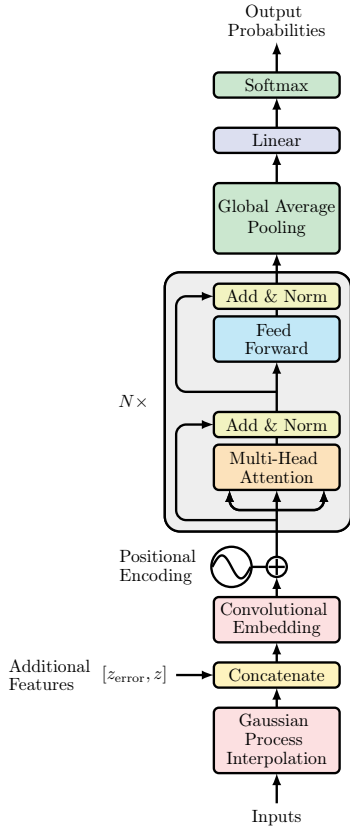 Output
Probabilities
Softmax
Linear
Global Average
Pooling
Add & Norm
Feed
Forward
N×
Add & Norm
Multi-Head
Attention
Positional
Encoding
Convolutional
Embedding
Additional
Features
[z_error, z]
Concatenate
Gaussian
Process
Interpolation
Inputs